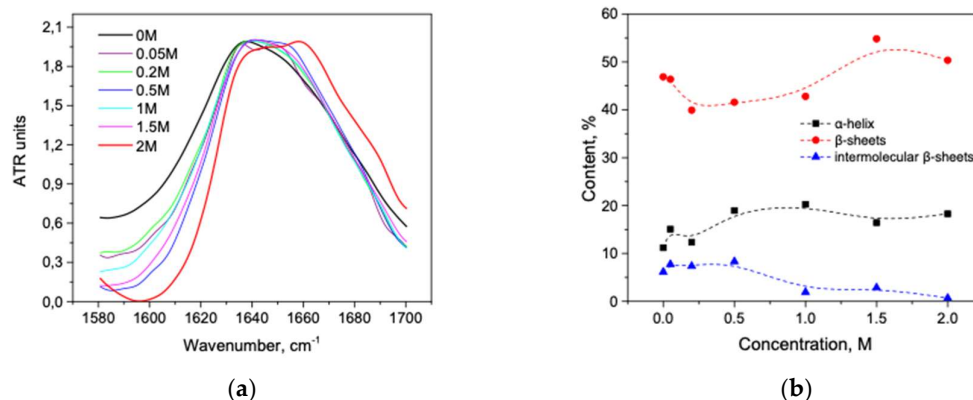 2,1
1,8
1,5
1,2
0,9
0,6
0,3
0,0
ATR units
0M
0.05M
0.2M
0.5M
1M
1.5M
2M
1580 1600 1620 1640 1660 1680 1700
Wavenumber, cm⁻¹
(a)
60
50
40
30
20
10
0
Content, %
α-helix
β-sheets
intermolecular β-sheets
0.0 0.5 1.0 1.5 2.0
Concentration, M
(b)